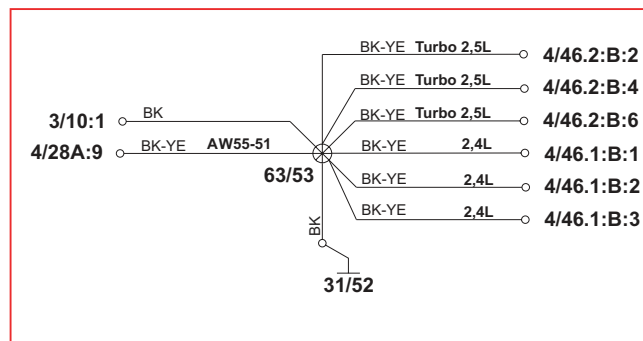 BK-YE Turbo 2,5L 4/46.2:B:2
BK-YE Turbo 2,5L 4/46.2:B:4
3/10:1 BK BK-YE Turbo 2,5L 4/46.2:B:6
4/28A:9 BK-YE AW55-51 BK-YE 2,4L 4/46.1:B:1
63/53 BK-YE 2,4L 4/46.1:B:2
BK BK-YE 2,4L 4/46.1:B:3
31/52